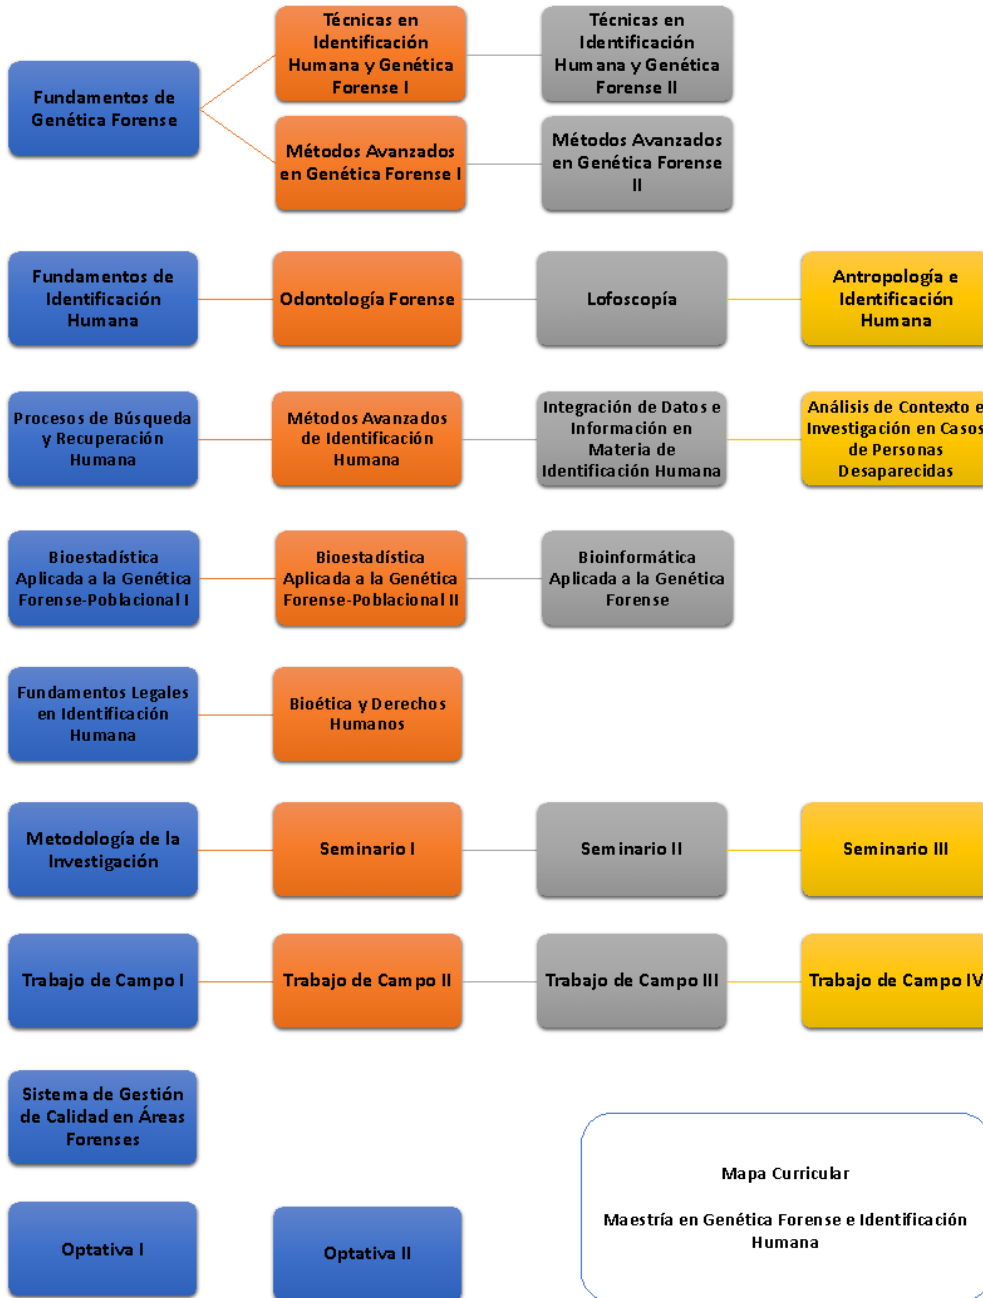 Técnicas en
Identificación
Humana y Genética
Forense I
Técnicas en
Identificación
Humana y Genética
Forense II
Fundamentos de
Genética Forense
Métodos Avanzados
en Genética Forense I
Métodos Avanzados
en Genética Forense
II
Fundamentos de
Identificación
Humana
Odontología Forense
Lofoscopía
Antropología e
Identificación
Humana
Procesos de Búsqueda
y Recuperación
Humana
Métodos Avanzados
de Identificación
Humana
Integración de Datos e
Información en
Materia de
Identificación Humana
Análisis de Contexto e
Investigación en Casos
de Personas
Desaparecidas
Bioestadística
Aplicada a la Genética
Forense-Poblacional I
Bioestadística
Aplicada a la Genética
Forense-Poblacional II
Bioinformática
Aplicada a la Genética
Forense
Fundamentos Legales
en Identificación
Humana
Bioética y Derechos
Humanos
Metodología de la
Investigación
Seminario I
Seminario II
Seminario III
Trabajo de Campo I
Trabajo de Campo II
Trabajo de Campo III
Trabajo de Campo IV
Sistema de Gestión
de Calidad en Áreas
Forenses
Optativa I
Optativa II
Mapa Curricular
Maestría en Genética Forense e Identificación
Humana